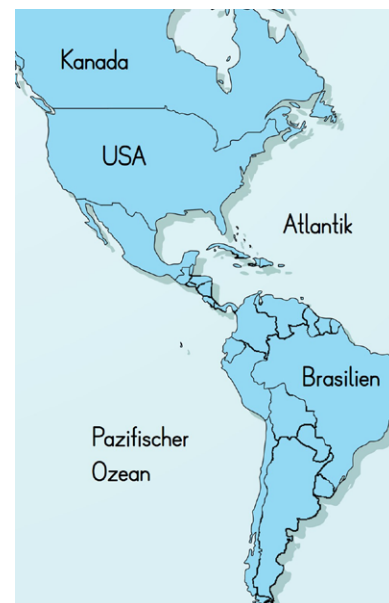 Kanada
USA
Atlantik
Brasilien
Pazifischer
Ozean